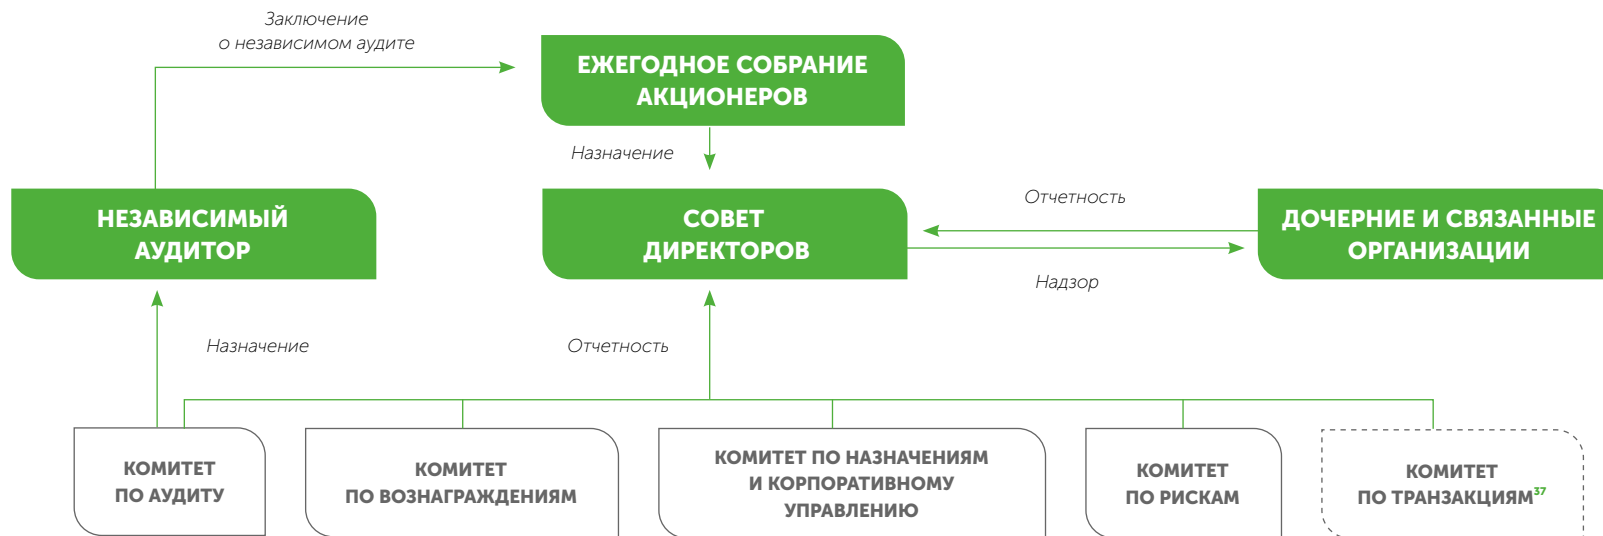 Заключение
о независимом аудите
ЕЖЕГОДНОЕ СОБРАНИЕ
АКЦИОНЕРОВ
Назначение
НЕЗАВИСИМЫЙ
АУДИТОР
СОВЕТ
ДИРЕКТОРОВ
Отчетность
ДОЧЕРНИЕ И СВЯЗАННЫЕ
ОРГАНИЗАЦИИ
Надзор
Назначение
Отчетность
КОМИТЕТ
ПО АУДИТУ
КОМИТЕТ
ПО ВОЗНАГРАЖДЕНИЯМ
КОМИТЕТ ПО НАЗНАЧЕНИЯМ
И КОРПОРАТИВНОМУ
УПРАВЛЕНИЮ
КОМИТЕТ
ПО РИСКАМ
КОМИТЕТ
ПО ТРАНЗАКЦИЯМ³⁷